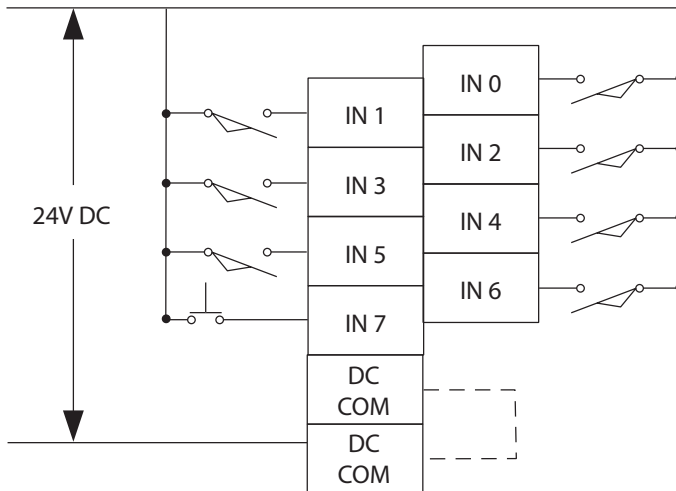 IN 0
IN 1
IN 2
IN 3
24V DC
IN 4
IN 5
IN 6
IN 7
DC
COM
DC
COM